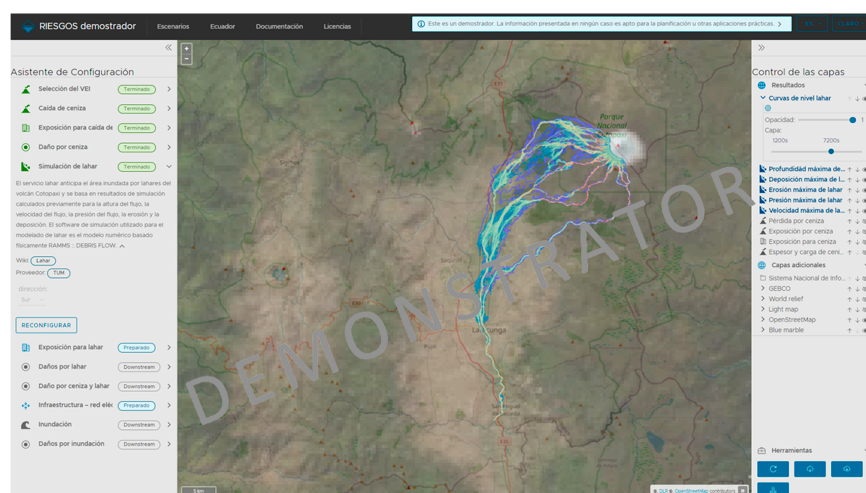 RIESGOS demostrador
Escenarios
Ecuador
Documentación
Licencias
Este es un demostrador. La información presentada en ningún caso es apto para la planificación u otras aplicaciones prácticas.
ES
Asistente de Configuración
Selección del VEI
Terminado
Caída de ceniza
Terminado
Exposición para caída de
Terminado
Daño por ceniza
Terminado
Simulación de lahar
Terminado
El servicio lahar anticipa el área inundada por lahares del
volcán Cotopaxi y se basa en resultados de simulación
calculados previamente para la altura del flujo, la
velocidad del flujo, la presión del flujo, la erosión y la
deposición. El software de simulación utilizado para el
modelado de lahar es el modelo numérico basado
físicamente RAMMS :: DEBRIS FLOW.
Wiki
Lahar
Proveedor
TUM
dirección:
Sur
RECONFIGURAR
Exposición para lahar
Preparado
Daños por lahar
Downstream
Daño por ceniza y lahar
Downstream
Infraestructura – red eléc
Preparado
Inundación
Downstream
Daños por inundación
Downstream
+
−
Parque
Nacional
Latacunga
DEMONSTRATOR
5 km
© DLR © OpenStreetMap contributors
Control de las capas
Resultados
Curvas de nivel lahar
Opacidad:
1
Capa:
1200s
7200s
Profundidad máxima de...
Deposición máxima de l...
Erosión máxima de lahar
Presión máxima de lahar
Velocidad máxima de la...
Pérdida por ceniza
Exposición por ceniza
Exposición para ceniza
Espesor y carga de ceni...
Capas adicionales
Sistema Nacional de Info...
GEBCO
World relief
Light map
OpenStreetMap
Blue marble
Herramientas